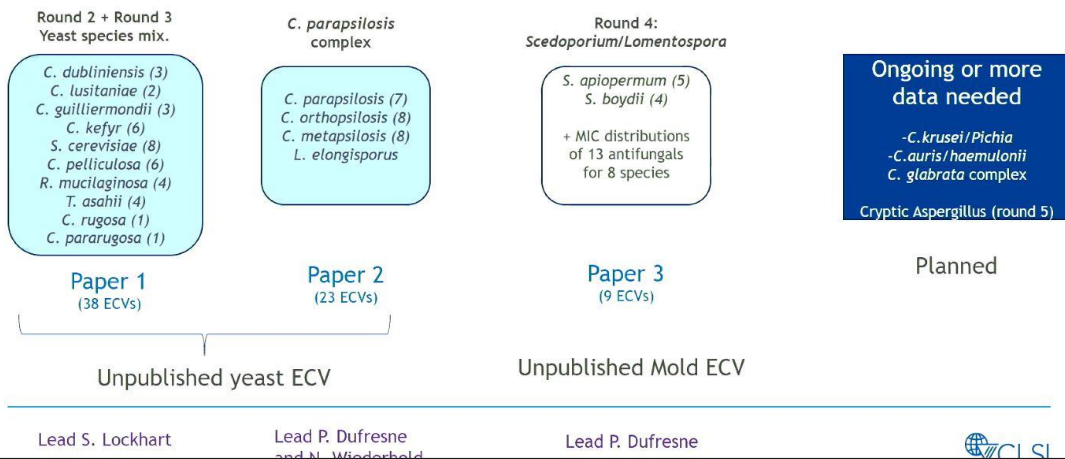 Round 2 + Round 3
Yeast species mix.
C. dubliniensis (3)
C. lusitaniae (2)
C. guilliermondii (3)
C. kefyr (6)
S. cerevisiae (8)
C. pelliculosa (6)
R. mucilaginosa (4)
T. asahii (4)
C. rugosa (1)
C. pararugosa (1)
Paper 1
(38 ECVs)
C. parapsilosis
complex
C. parapsilosis (7)
C. orthopsilosis (8)
C. metapsilosis (8)
L. elongisporus
Paper 2
(23 ECVs)
Unpublished yeast ECV
Round 4:
Scedoporium/Lomentospora
S. apiopermum (5)
S. boydii (4)
+ MIC distributions
of 13 antifungals
for 8 species
Paper 3
(9 ECVs)
Unpublished Mold ECV
Ongoing or more
data needed
-C.krusei/Pichia
-C.auris/haemulonii
C. glabrata complex
Cryptic Aspergillus (round 5)
Planned
Lead S. Lockhart
Lead P. Dufresne
and N. Wiederhold
Lead P. Dufresne
CLSI